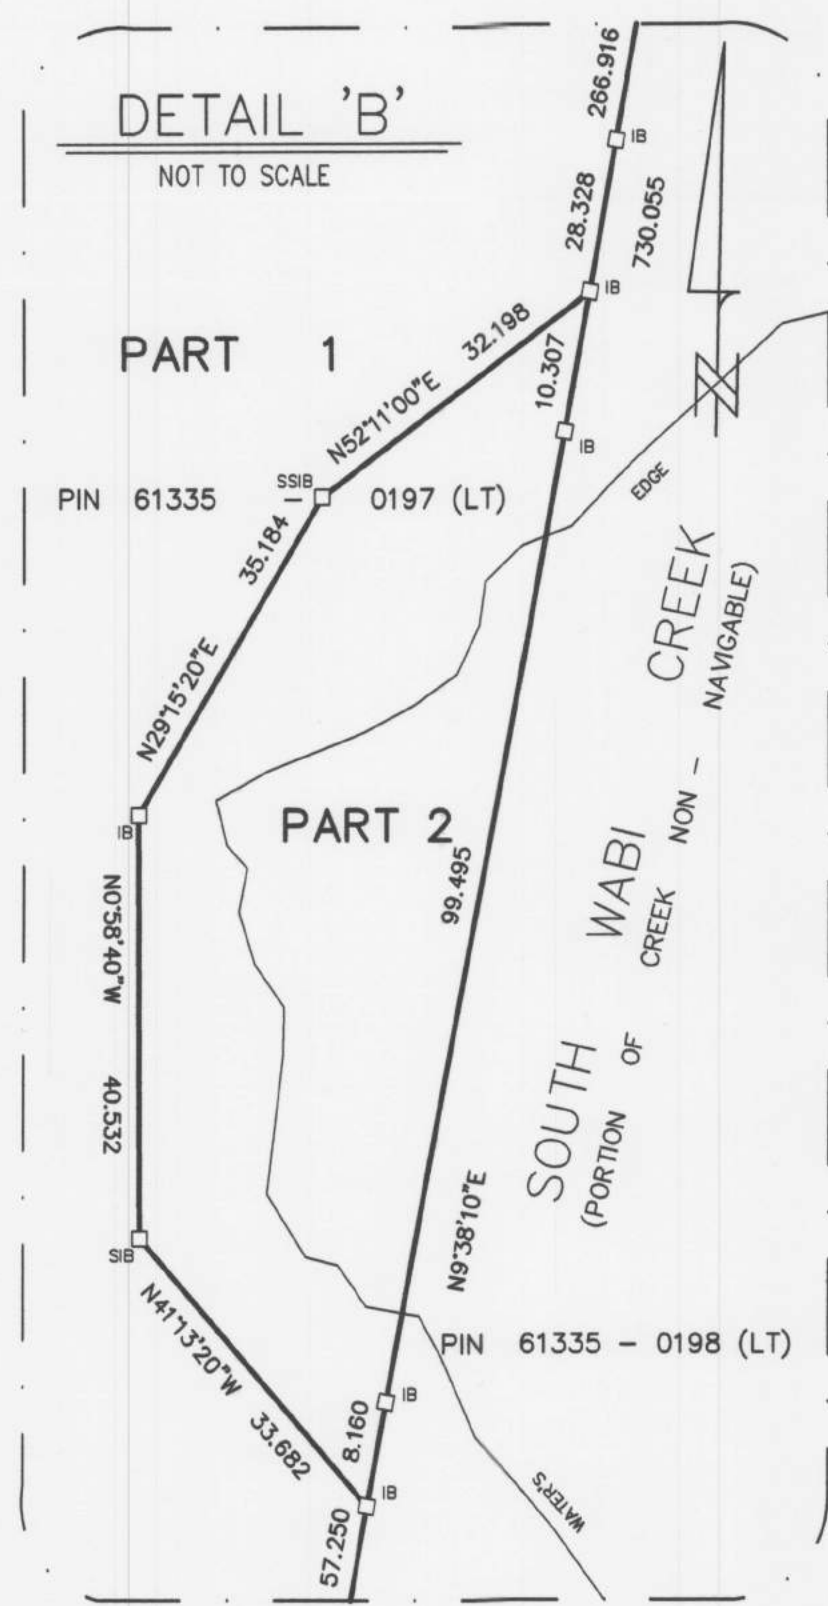 DETAIL 'B'
NOT TO SCALE
266.916
IB
28.328
730.055
IB
PART 1
32.198
N52°11'00"E
10.307
IB
N
SSIB
PIN 61335 - 0197 (LT)
EDGE
35.184
N29°15'20"E
IB
PART 2
99.495
SOUTH WABI CREEK
(PORTION OF CREEK NON - NAVIGABLE)
N0°58'40"W 40.532
N9°38'10"E
SIB
N41°13'20"W 33.682
PIN 61335 - 0198 (LT)
IB
8.160
IB
WATER'S
57.250